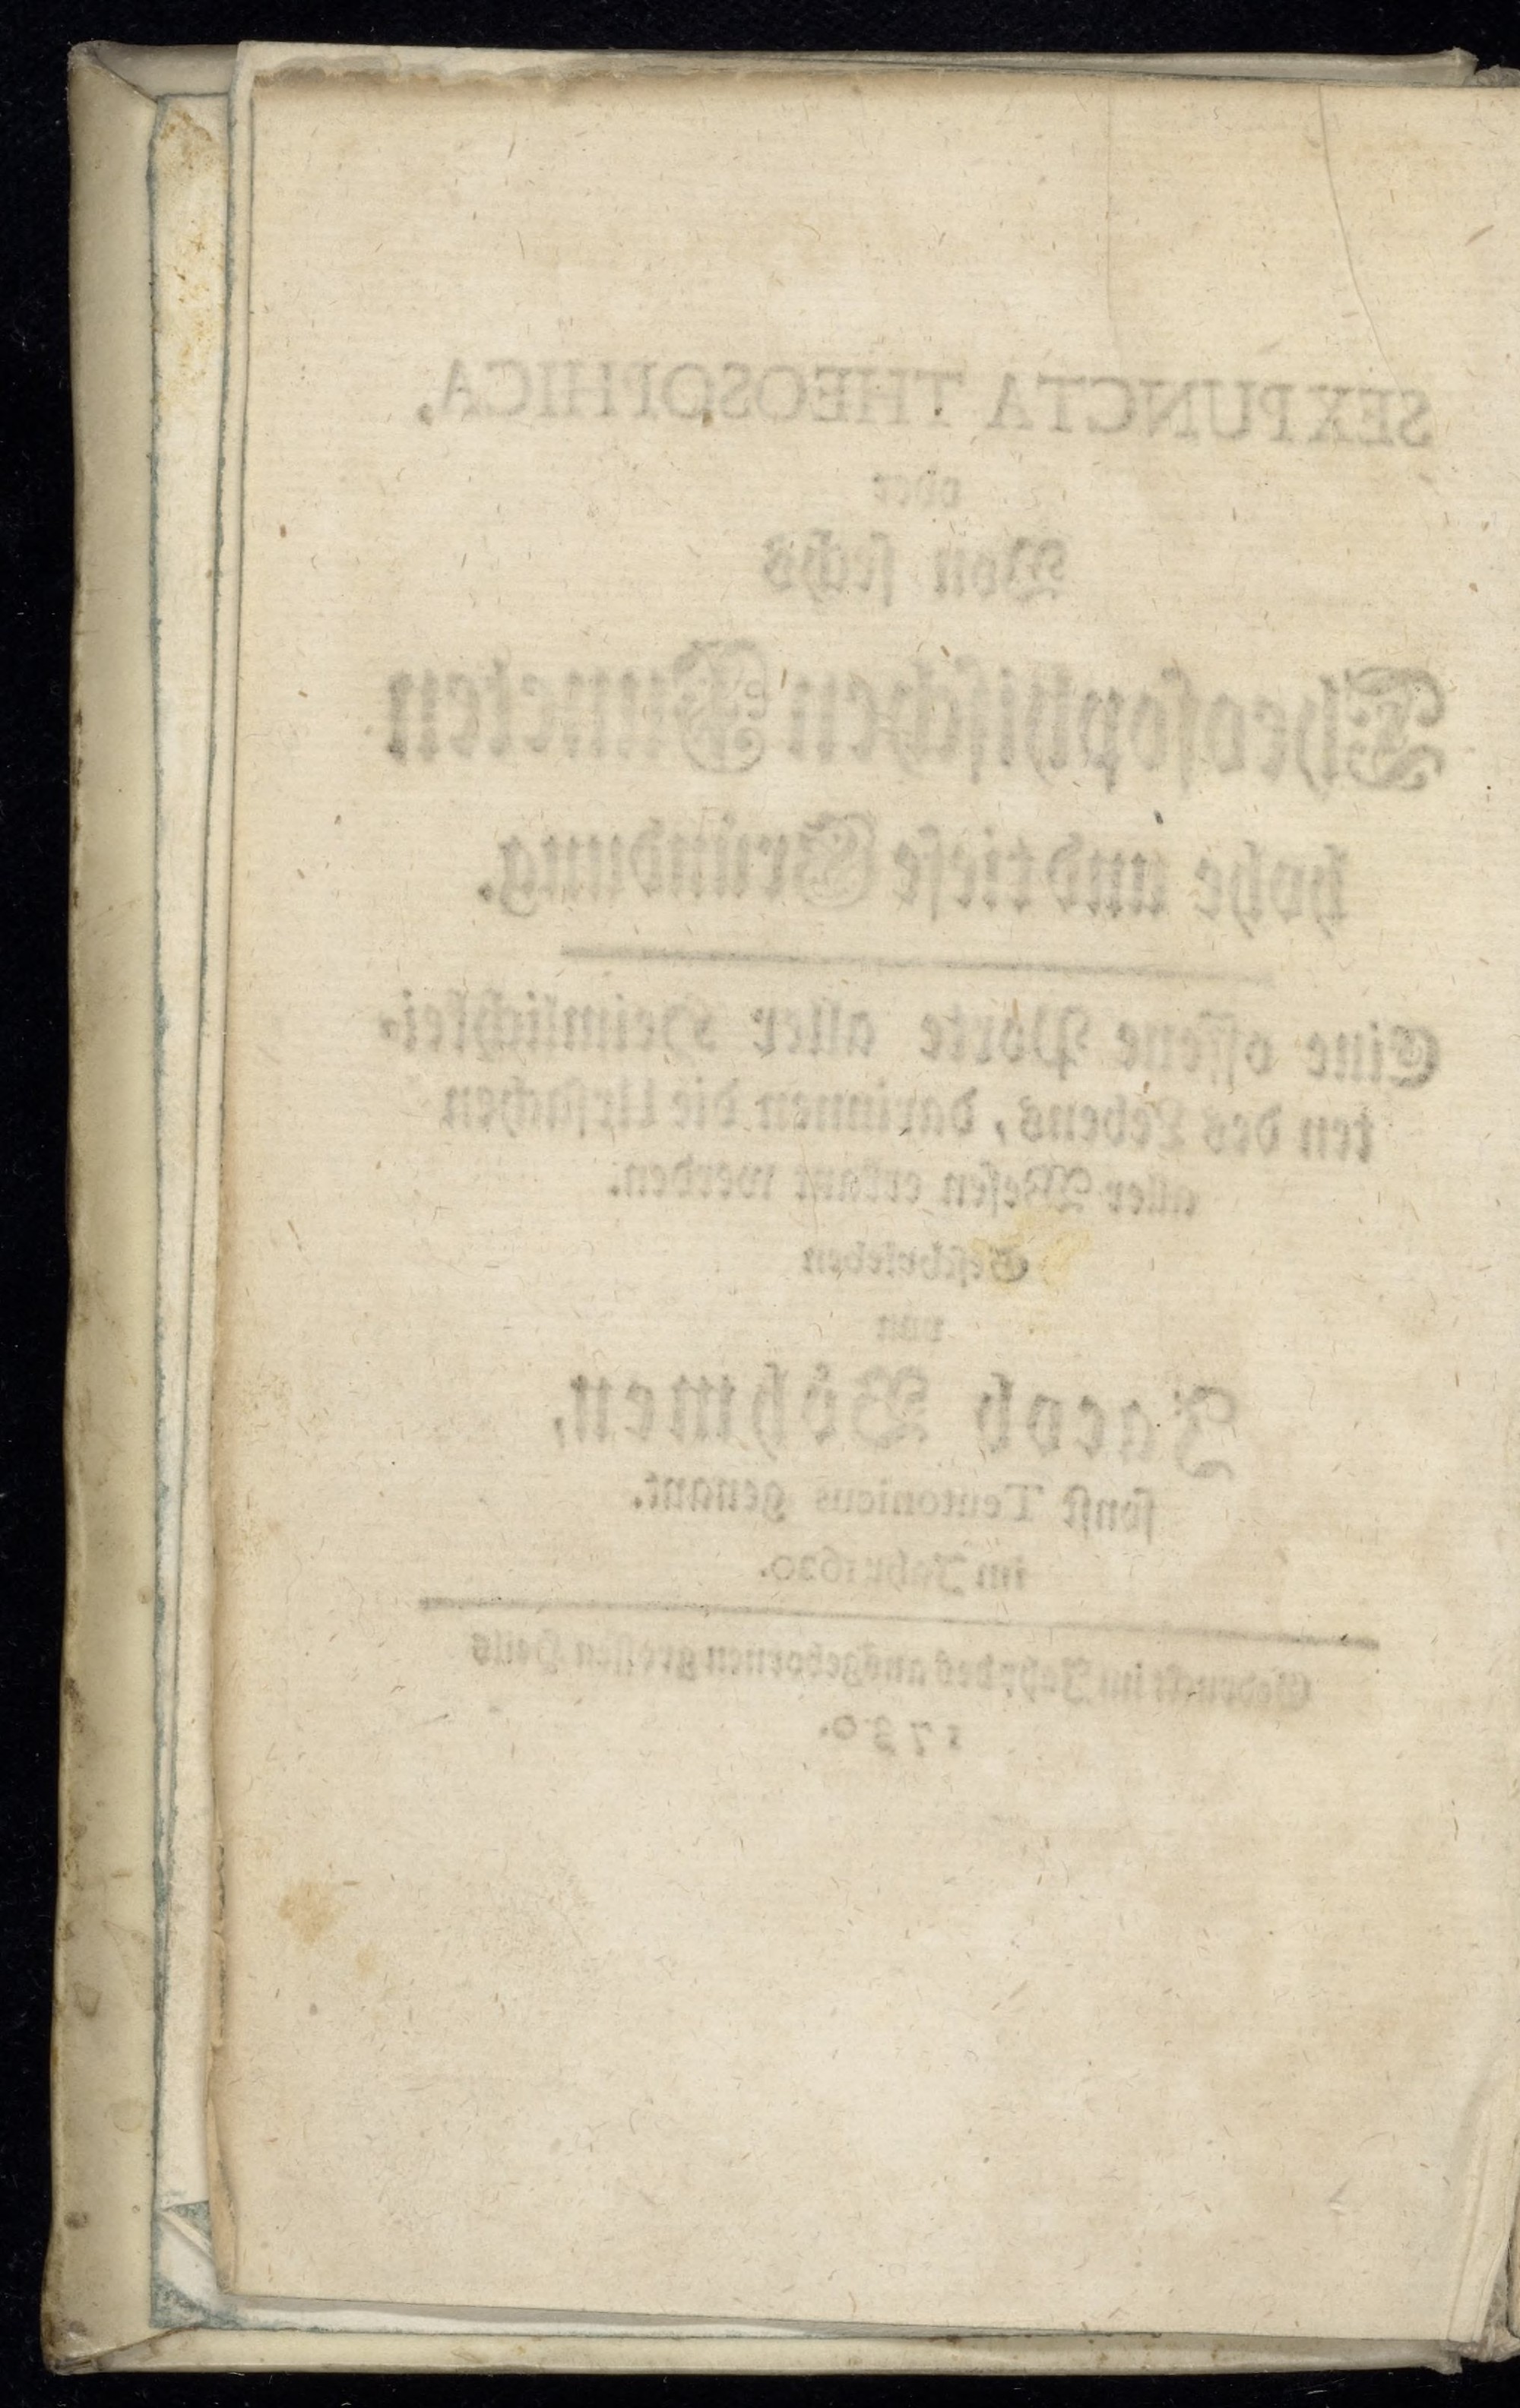 SEX PUNCTA THEOSOPHICA,
oder
Von sechs
Theosophischen Puncten
hohe und tiefe Gründung.
Eine offene Porte aller Heimlichkei-
ten des Lebens, darinnen die Ursachen
aller Wesen erkant werden.
Geschrieben
von
Jacob Böhmen,
sonst Teutonicus genant.
im Jahr 1620.
Gedruckt im Jahr des ausgebornen grossen Heils
1730.